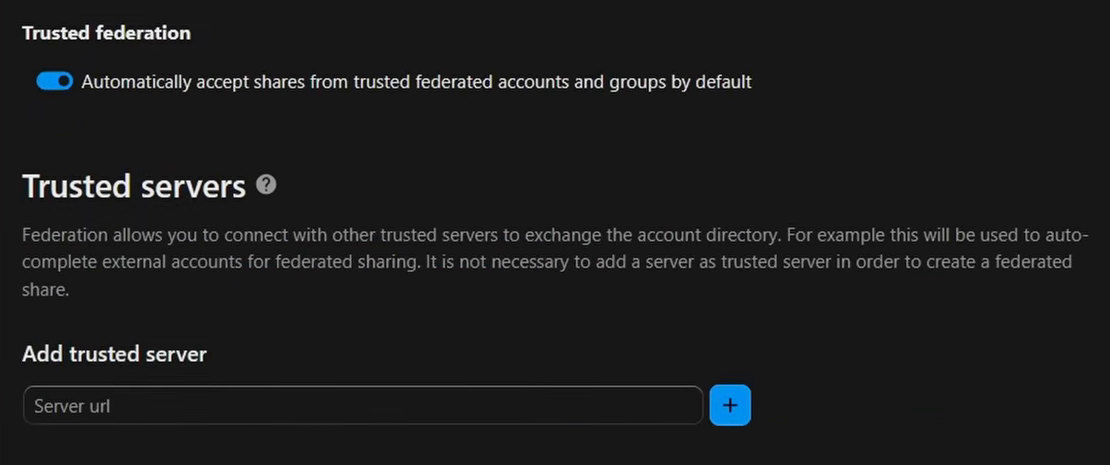 Trusted federation
Automatically accept shares from trusted federated accounts and groups by default
Trusted servers ?
Federation allows you to connect with other trusted servers to exchange the account directory. For example this will be used to auto-
complete external accounts for federated sharing. It is not necessary to add a server as trusted server in order to create a federated
share.
Add trusted server
Server url
+